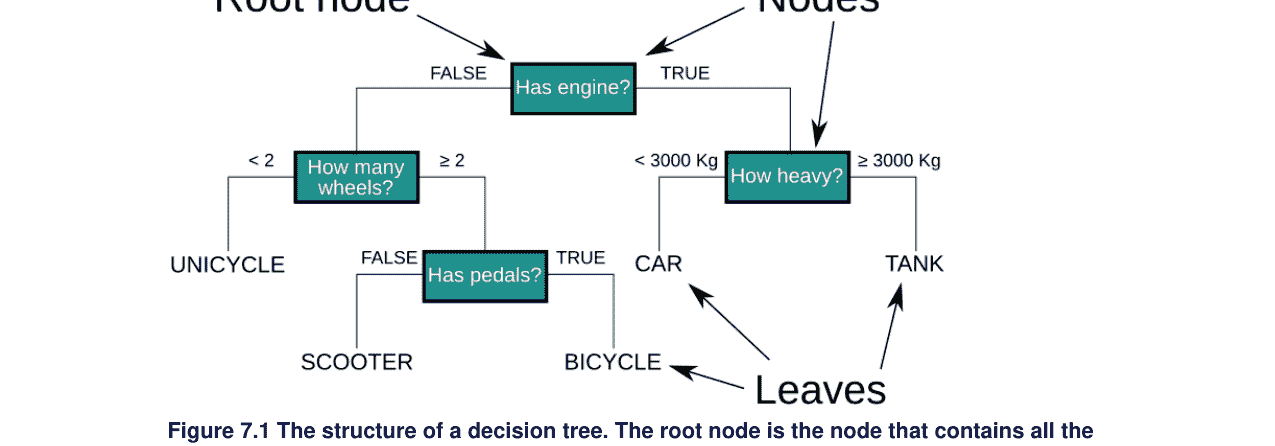 Root node
Nodes
FALSE
TRUE
Has engine?
< 2
How many
wheels?
≥ 2
< 3000 Kg
How heavy?
≥ 3000 Kg
UNICYCLE
FALSE
Has pedals?
TRUE
CAR
TANK
SCOOTER
BICYCLE
Leaves
Figure 7.1 The structure of a decision tree. The root node is the node that contains all the